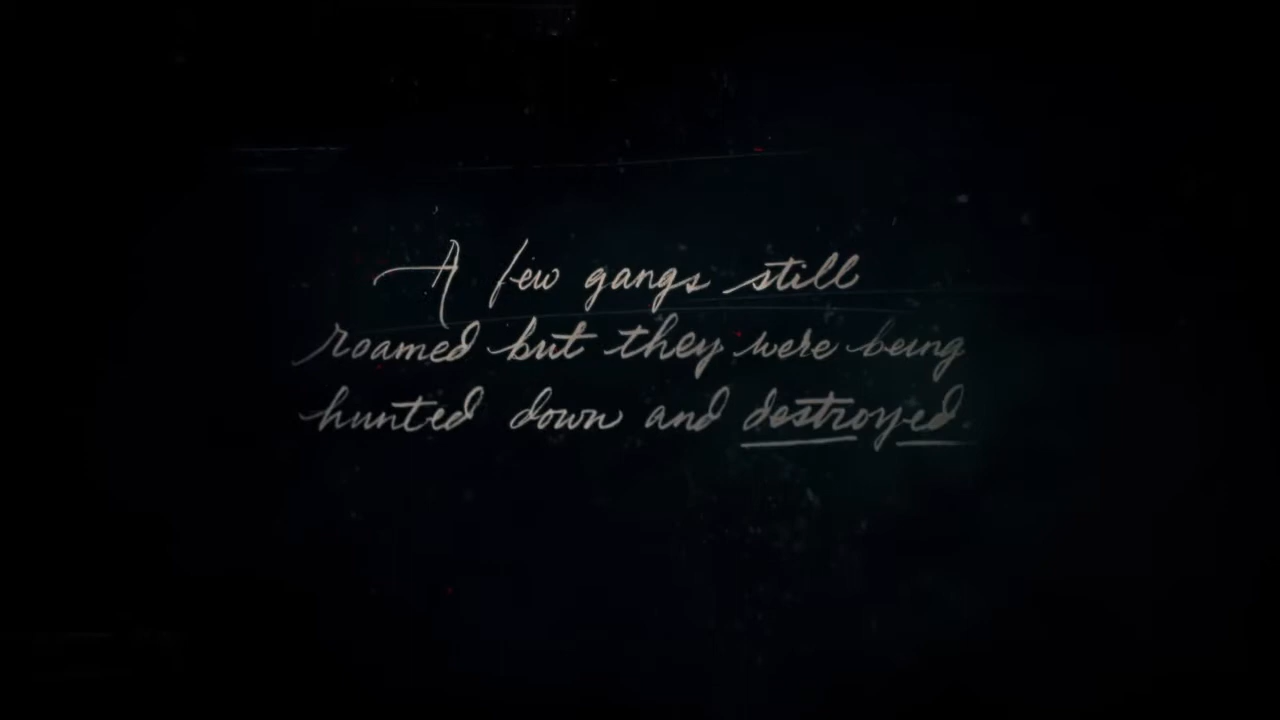 A few gangs still
roamed but they were being
hunted down and destroyed.